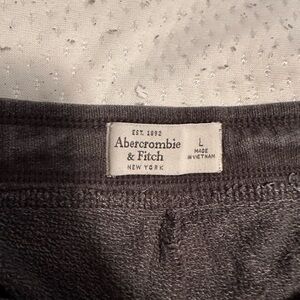 EST. 1892
Abercrombie
& Fitch
NEW YORK
L
MADE
IN VIETNAM